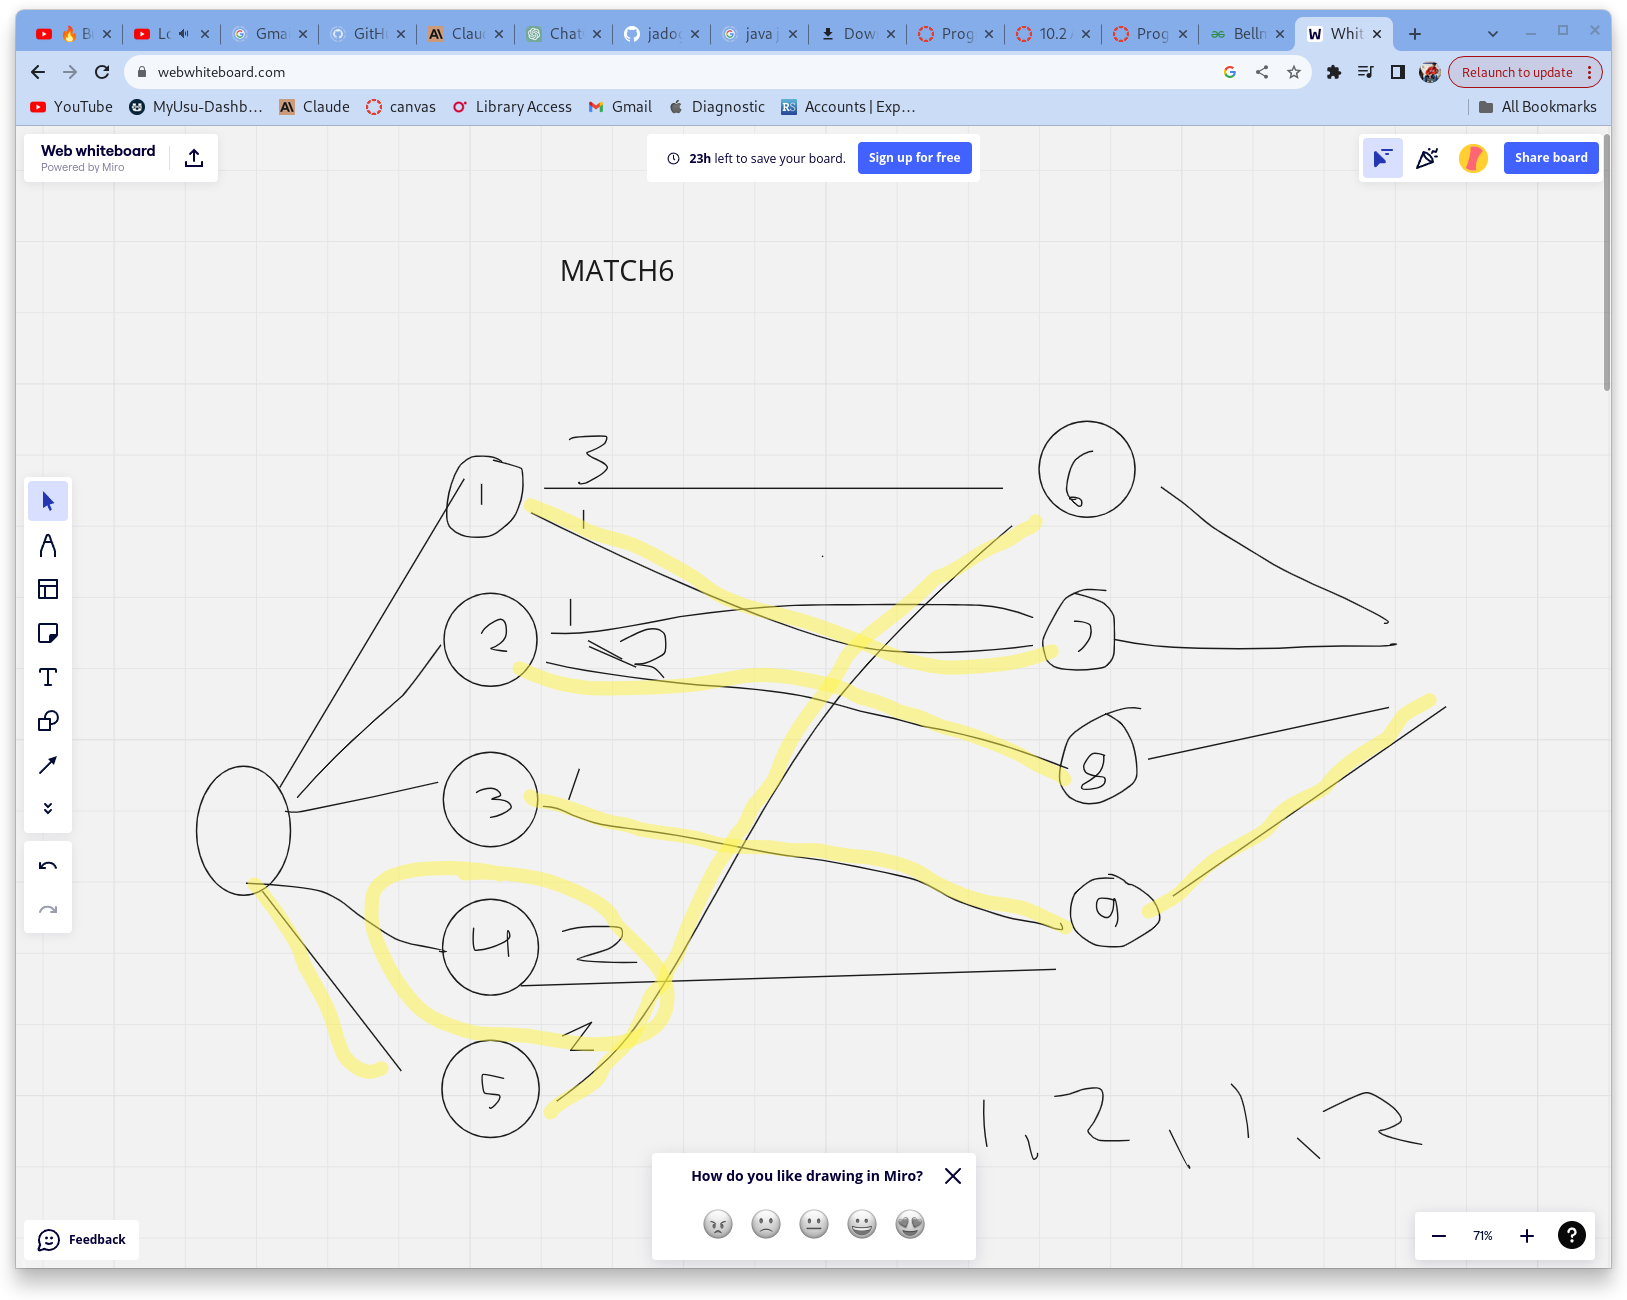 B
Lo
Gma
GitH
Clau
Chat
jado
java j
Dow
Prog
10.2
Prog
Bellm
Whit
webwhiteboard.com
Relaunch to update
YouTube
MyUsu-Dashb…
Claude
canvas
Library Access
Gmail
Diagnostic
RS
Accounts | Exp…
All Bookmarks
Web whiteboard
Powered by Miro
23h left to save your board.
Sign up for free
Share board
MATCH6
3
1
6
1
1
2
2
7
3
1
8
4
2
9
5
2
1, 2, 1, 2
How do you like drawing in Miro?
Feedback
71%
?